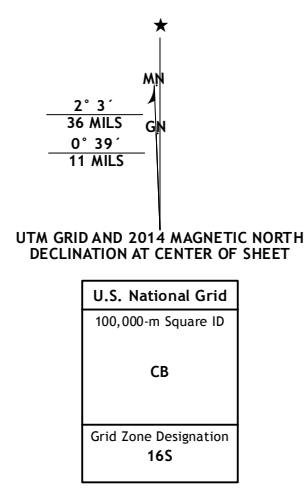 ★
MN
2° 3´
36 MILS
GN
0° 39´
11 MILS
UTM GRID AND 2014 MAGNETIC NORTH
DECLINATION AT CENTER OF SHEET
U.S. National Grid
100,000-m Square ID
CB
Grid Zone Designation
16S